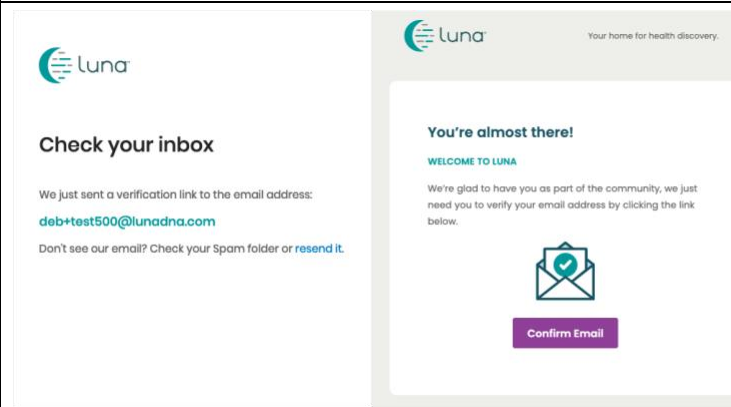 luna
Check your inbox
We just sent a verification link to the email address:
deb+test500@lunadna.com
Don't see our email? Check your Spam folder or resend it.
luna
Your home for health discovery.
You're almost there!
WELCOME TO LUNA
We're glad to have you as part of the community, we just
need you to verify your email address by clicking the link
below.
Confirm Email